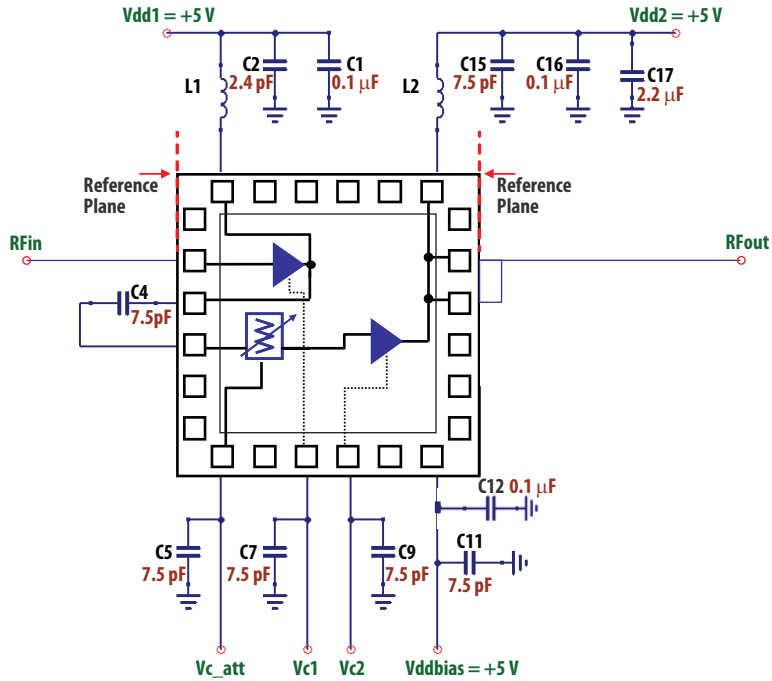 Vdd1 = +5 V
Vdd2 = +5 V
C2
2.4 pF
C1
0.1 μF
L1
L2
C15
7.5 pF
C16
0.1 μF
C17
2.2 μF
Reference
Plane
Reference
Plane
RFin
RFout
C4
7.5pF
C12 0.1 μF
C5
7.5 pF
C7
7.5 pF
C9
7.5 pF
C11
7.5 pF
Vc_att
Vc1
Vc2
Vddbias = +5 V